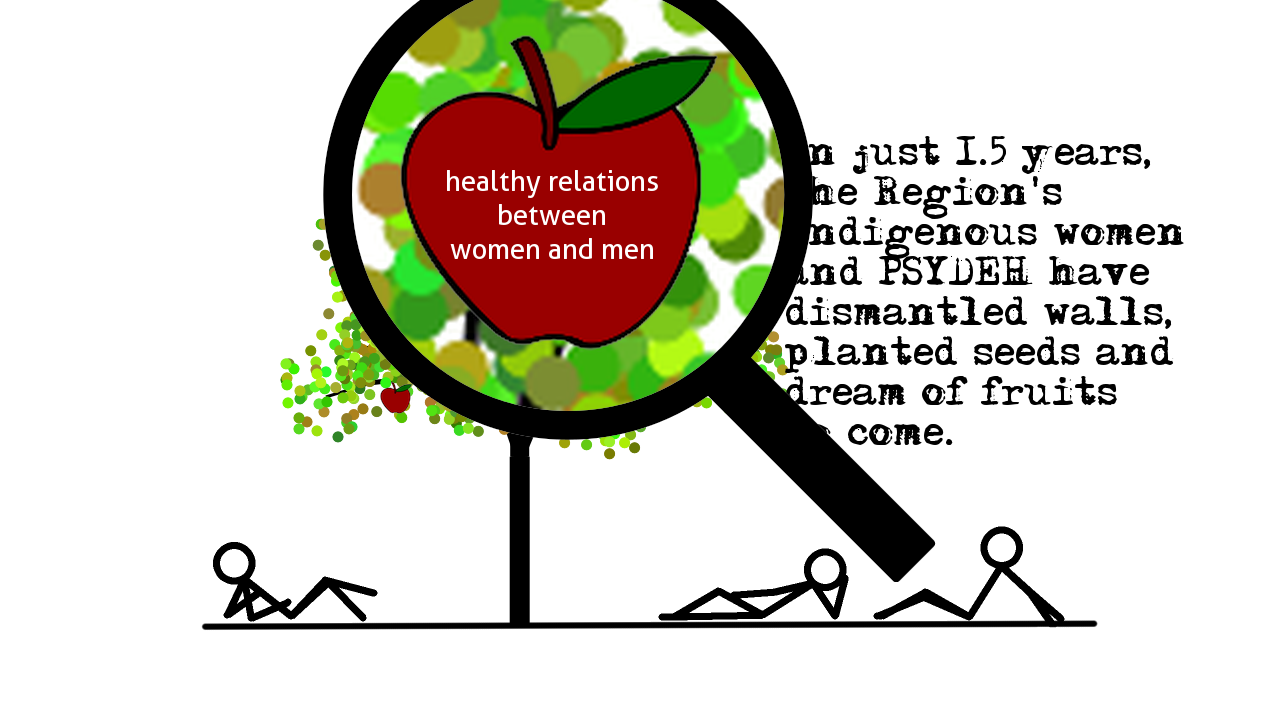 healthy relations
between
women and men
n just 1.5 years,
he Region's
ndigenous women
and PSYDEH have
dismantled walls,
planted seeds and
dream of fruits
come.